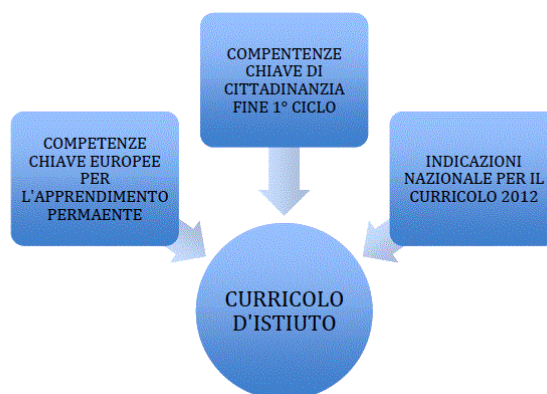 COMPENTENZE
CHIAVE DI
CITTADINANZIA
FINE 1° CICLO
COMPETENZE
CHIAVE EUROPEE
PER
L'APPRENDIMENTO
PERMAENTE
INDICAZIONI
NAZIONALE PER IL
CURRICOLO 2012
CURRICOLO
D'ISTIUTO